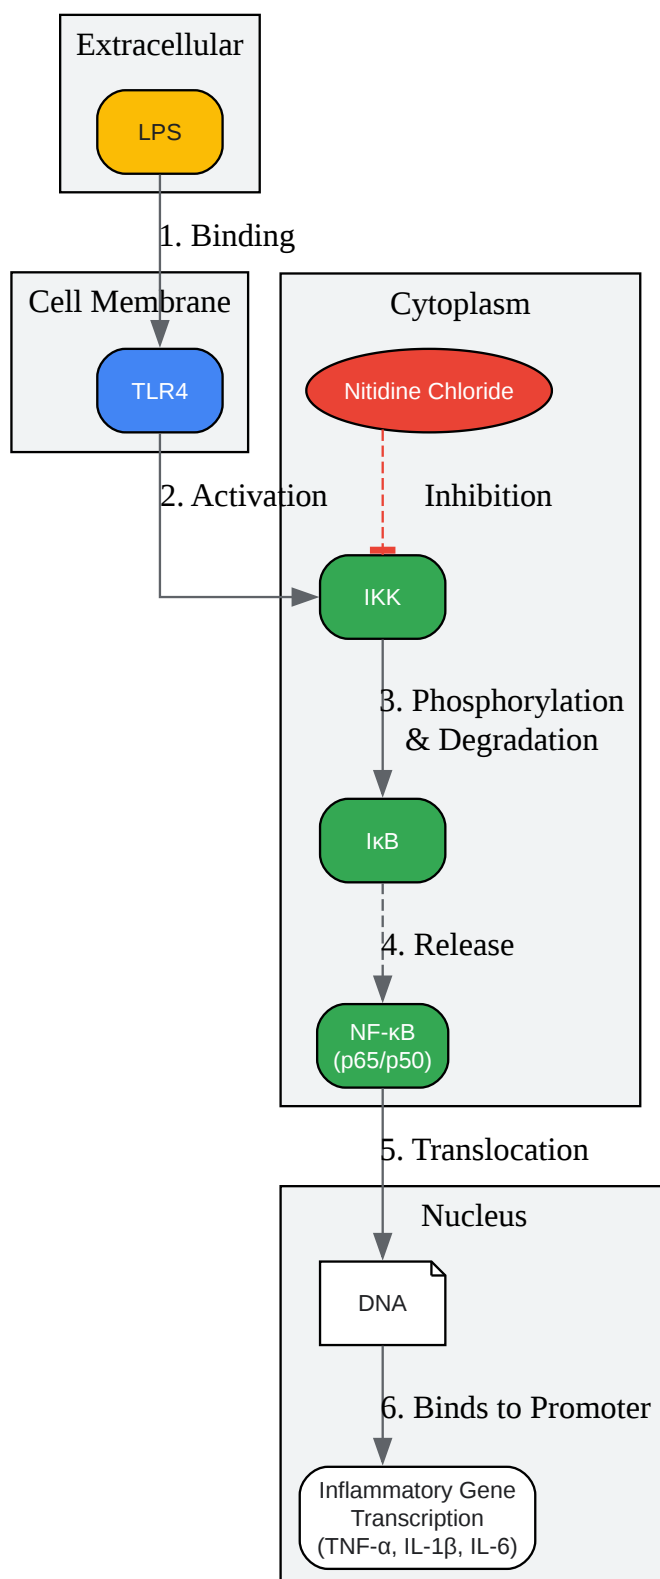 Extracellular
LPS
1. Binding
Cell Membrane
TLR4
Cytoplasm
Nitidine Chloride
2. Activation
Inhibition
IKK
3. Phosphorylation
& Degradation
IκB
4. Release
NF-κB
(p65/p50)
5. Translocation
Nucleus
DNA
6. Binds to Promoter
Inflammatory Gene
Transcription
(TNF-α, IL-1β, IL-6)